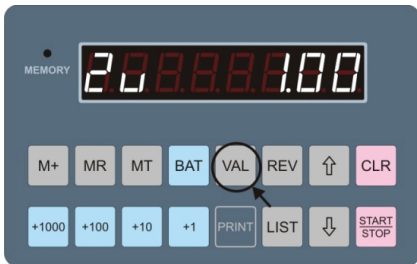 MEMORY
2u 1.00
M+ MR MT BAT VAL REV ⇧ CLR
+1000 +100 +10 +1 PRINT LIST ⇩ START/STOP